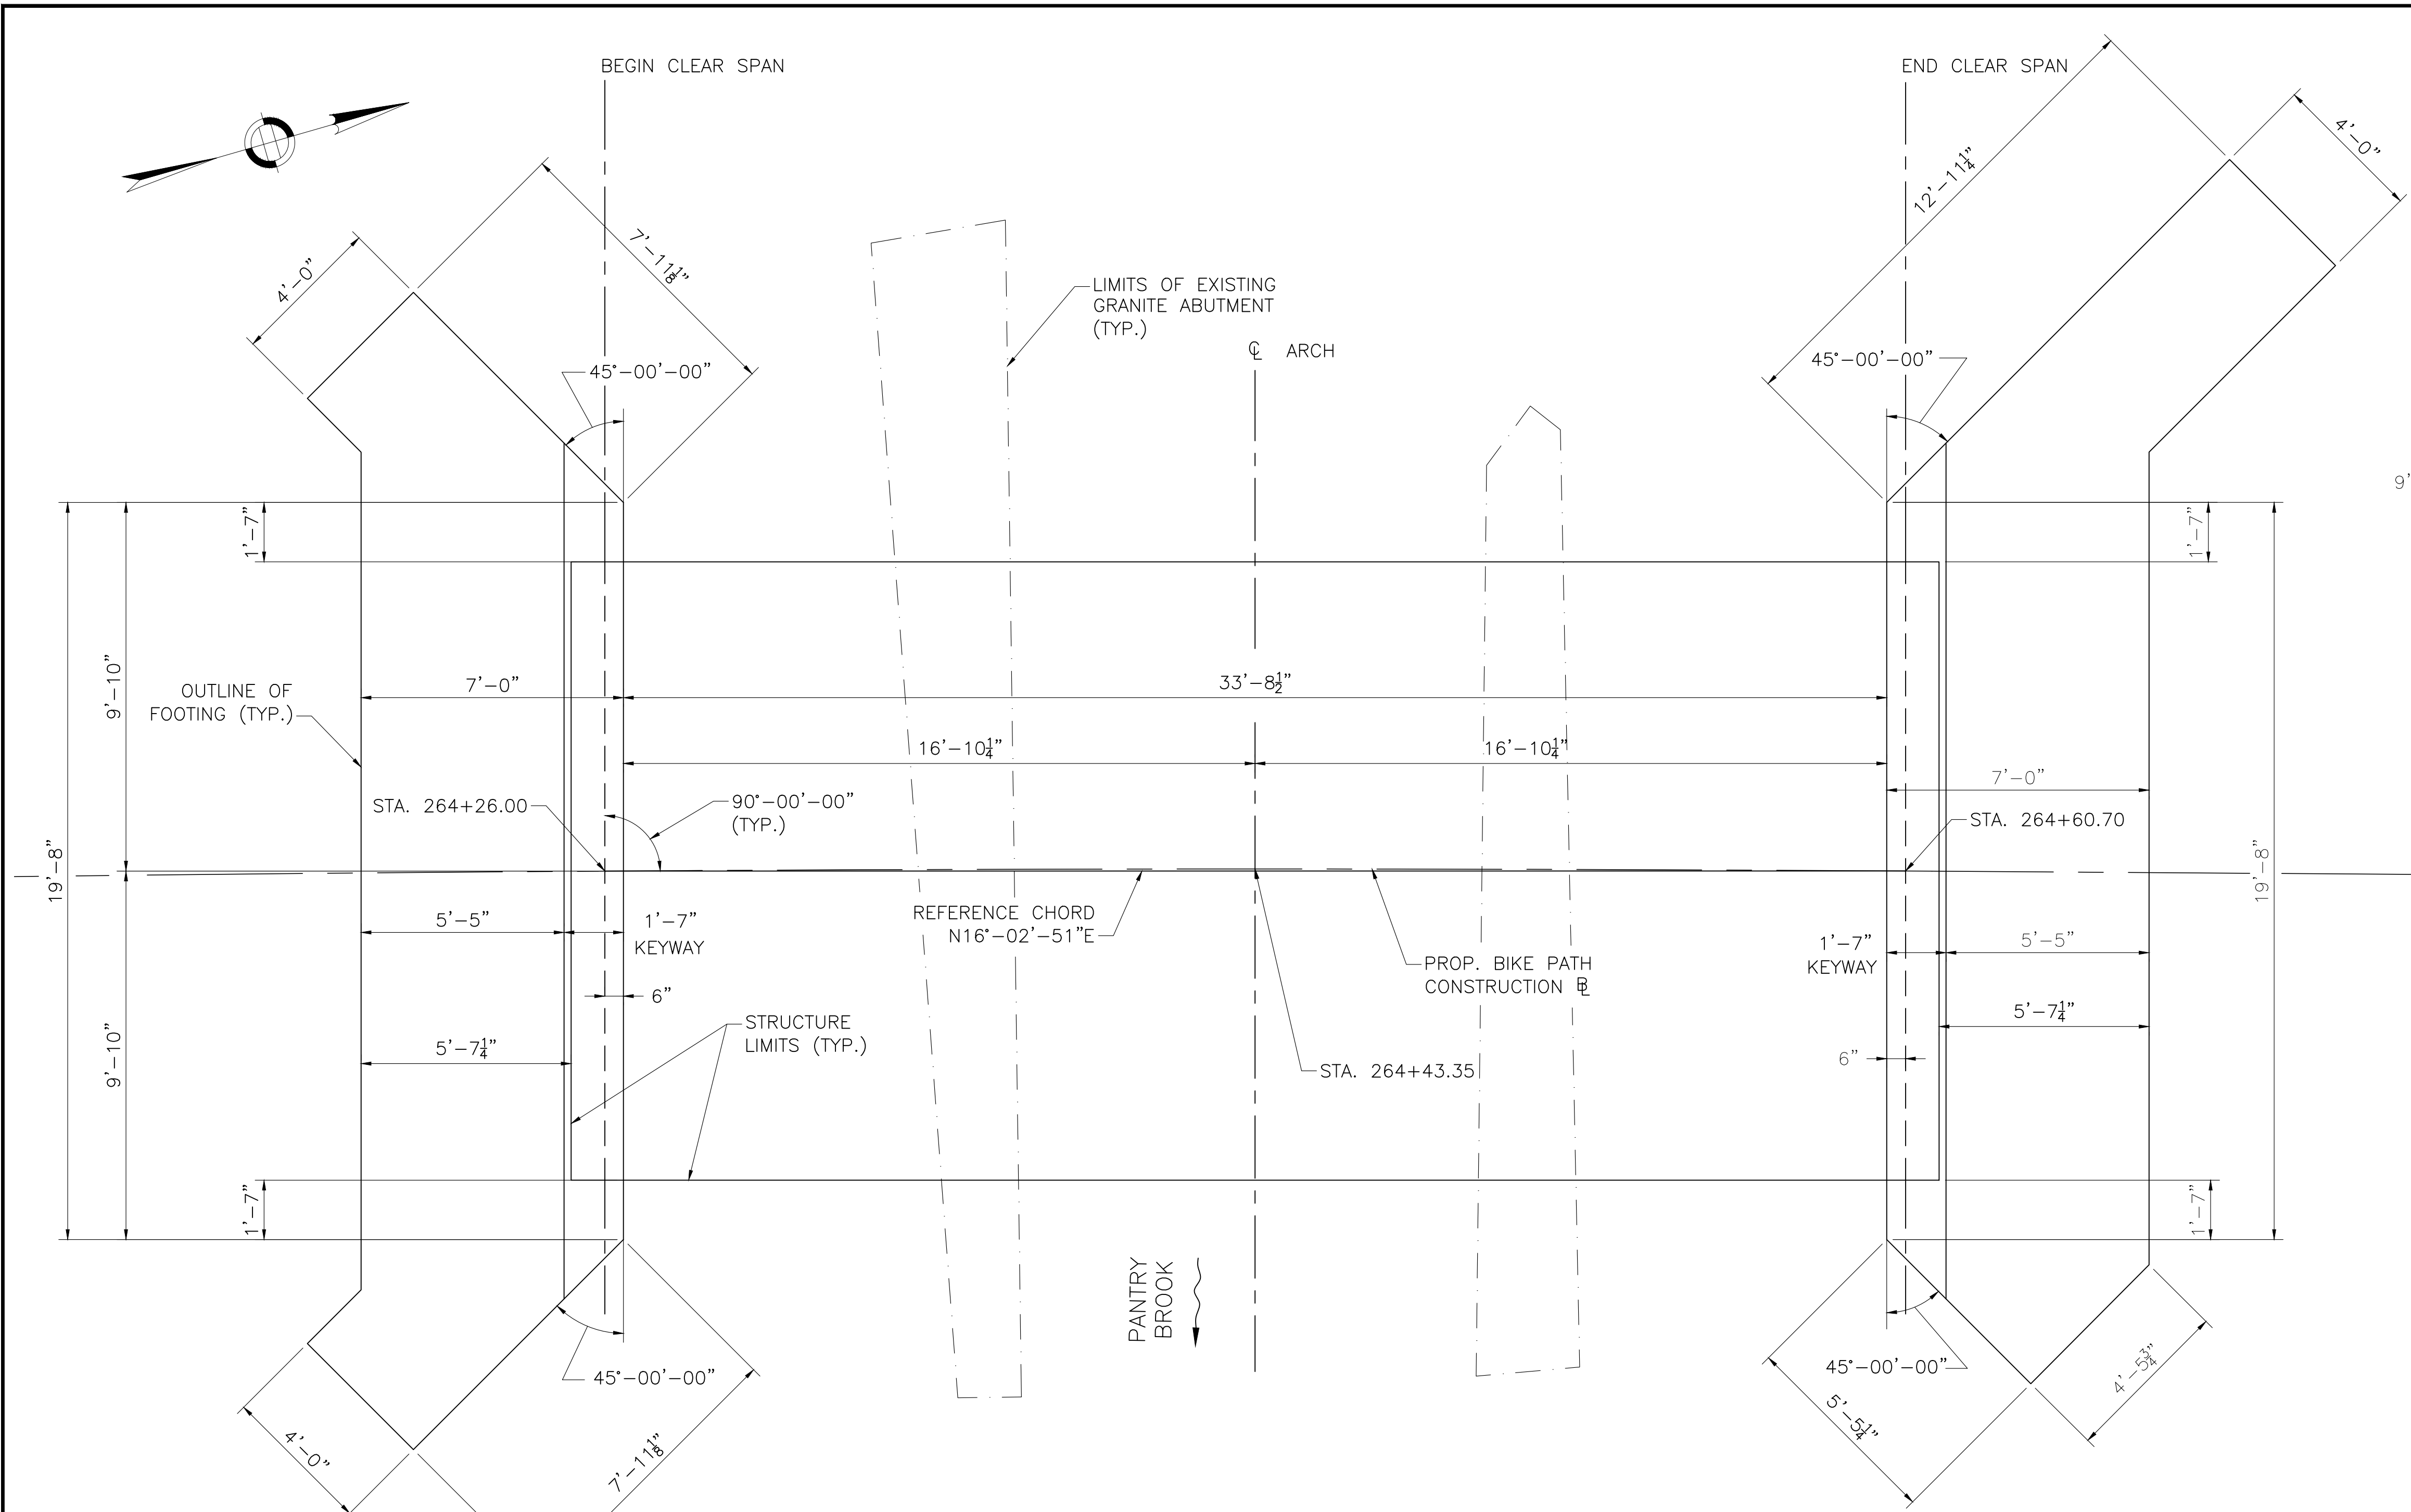 BEGIN CLEAR SPAN
END CLEAR SPAN
4'-0"
7'-11⅛"
12'-11¼"
4'-0"
45°-00'-00"
LIMITS OF EXISTING
GRANITE ABUTMENT
(TYP.)
℄ ARCH
45°-00'-00"
9'
1'-7"
1'-7"
9'-10"
OUTLINE OF
FOOTING (TYP.)
7'-0"
33'-8½"
16'-10¼"
16'-10¼"
7'-0"
STA. 264+26.00
90°-00'-00"
(TYP.)
STA. 264+60.70
19'-8"
19'-8"
5'-5"
1'-7"
KEYWAY
REFERENCE CHORD
N16°-02'-51"E
PROP. BIKE PATH
CONSTRUCTION BL
1'-7"
KEYWAY
5'-5"
6"
5'-7¼"
9'-10"
5'-7¼"
STRUCTURE
LIMITS (TYP.)
STA. 264+43.35
6"
1'-7"
1'-7"
PANTRY
BROOK
45°-00'-00"
45°-00'-00"
4'-0"
7'-11⅛"
5'-5¼"
4'-5¾"